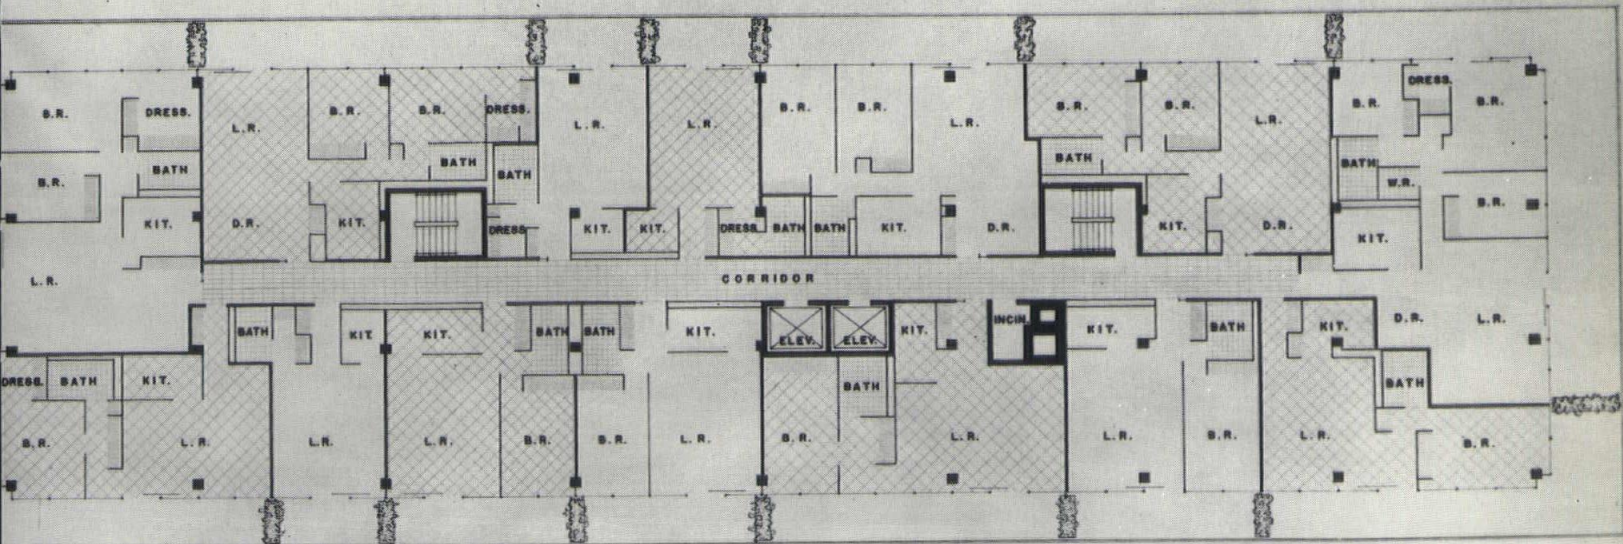 B.R. DRESS. L.R. B.R. B.R. DRESS. L.R. L.R. B.R. B.R. L.R. B.R. B.R. L.R. B.R. DRESS. B.R.
B.R. BATH BATH BATH BATH BATH W.R. B.R.
KIT. D.R. KIT. DRESS. KIT. KIT. DRESS. BATH BATH KIT. D.R. KIT. D.R. KIT.
L.R. CORRIDOR
BATH KIT. KIT. BATH BATH KIT. ELEV. ELEV. KIT. INCIN. KIT. BATH KIT. D.R. L.R.
DRESS. BATH KIT. BATH BATH
B.R. L.R. L.R. L.R. B.R. B.R. L.R. B.R. L.R. L.R. B.R. L.R. B.R.